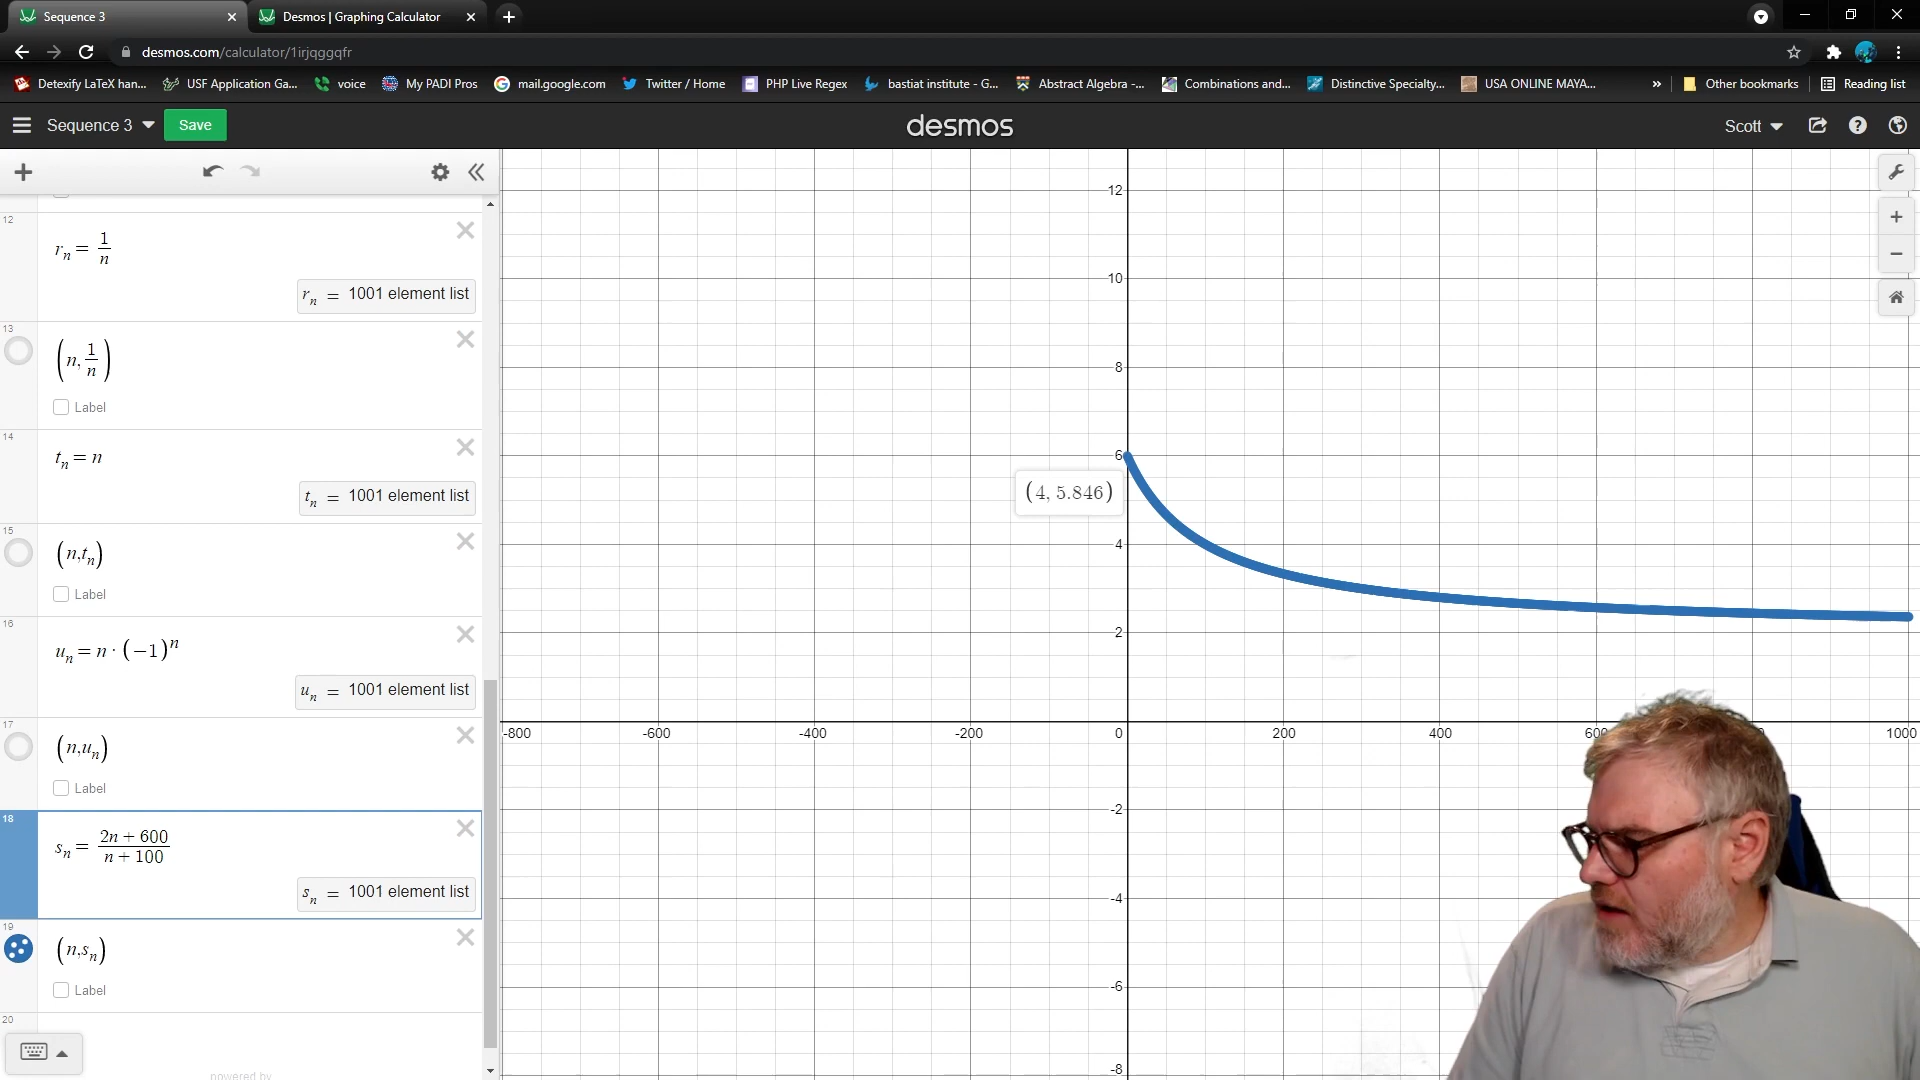 Sequence 3
Desmos | Graphing Calculator
desmos.com/calculator/1irjqggqfr
Detexify LaTeX han...
USF Application Ga...
voice
My PADI Pros
mail.google.com
Twitter / Home
PHP Live Regex
bastiat institute - G...
Abstract Algebra -...
Combinations and...
Distinctive Specialty...
USA ONLINE MAYA...
»
Other bookmarks
Reading list
Sequence 3
Save
desmos
Scott
12
r_n = 1/n
r_n = 1001 element list
13
(n, 1/n)
Label
14
t_n = n
t_n = 1001 element list
15
(n,t_n)
Label
16
u_n = n · (−1)^n
u_n = 1001 element list
17
(n,u_n)
Label
18
s_n = (2n + 600)/(n + 100)
s_n = 1001 element list
19
(n,s_n)
Label
20
powered by
12
10
8
6
(4, 5.846)
4
2
-800
-600
-400
-200
0
200
400
600
1000
-2
-4
-6
-8